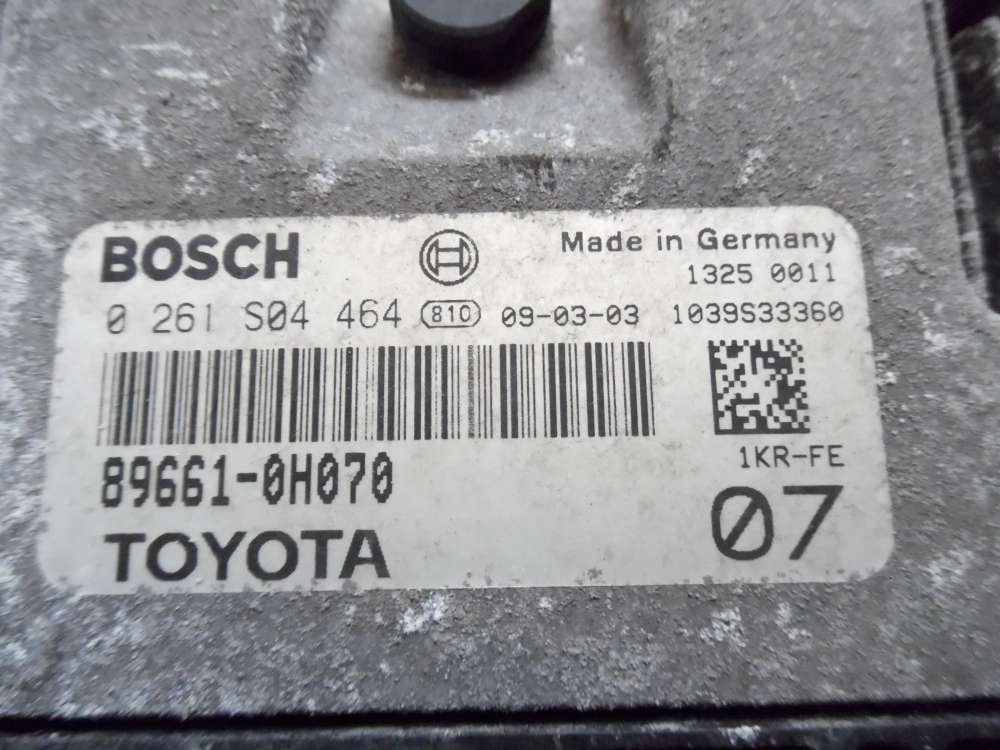 BOSCH
Made in Germany
1325 0011
0 261 S04 464 810 09-03-03 1039S33360
89661-0H070
1KR-FE
TOYOTA
07